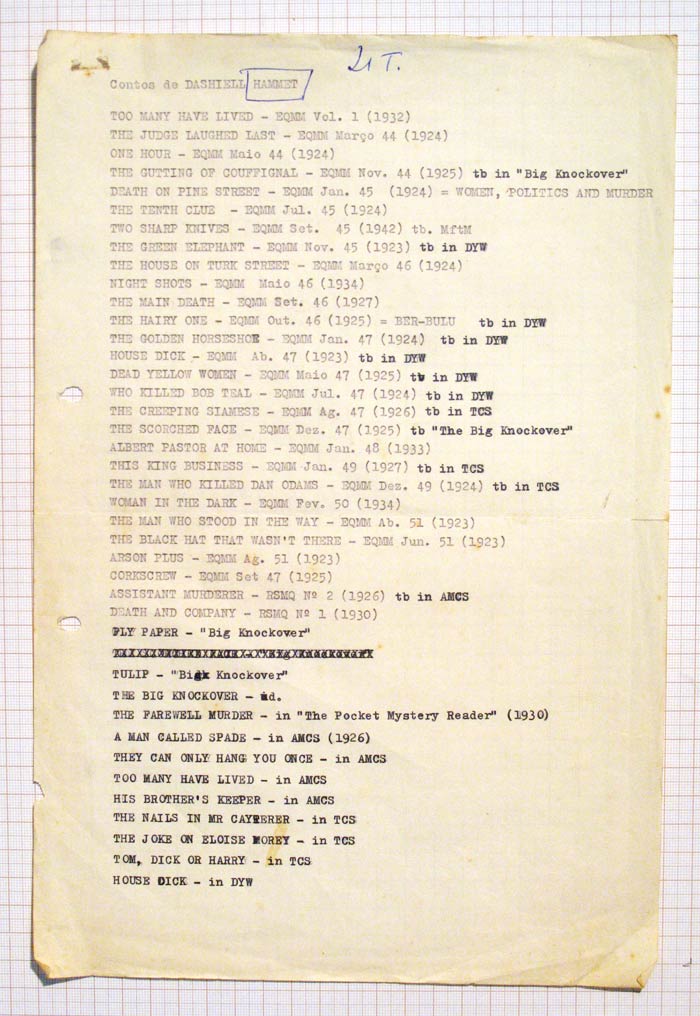 21 T.
Contos de DASHIELL HAMMET
TOO MANY HAVE LIVED - EQMM Vol. 1 (1932)
THE JUDGE LAUGHED LAST - EQMM Março 44 (1924)
ONE HOUR - EQMM Maio 44 (1924)
THE GUTTING OF COUFFIGNAL - EQMM Nov. 44 (1925) tb in "Big Knockover"
DEATH ON PINE STREET - EQMM Jan. 45 (1924) = WOMEN, POLITICS AND MURDER
THE TENTH CLUE - EQMM Jul. 45 (1924)
TWO SHARP KNIVES - EQMM Set. 45 (1942) tb. MftM
THE GREEN ELEPHANT - EQMM Nov. 45 (1923) tb in DYW
THE HOUSE ON TURK STREET - EQMM Março 46 (1924)
NIGHT SHOTS - EQMM Maio 46 (1934)
THE MAIN DEATH - EQMM Set. 46 (1927)
THE HAIRY ONE - EQMM Out. 46 (1925) = BER-BULU tb in DYW
THE GOLDEN HORSESHOE - EQMM Jan. 47 (1924) tb in DYW
HOUSE DICK - EQMM Ab. 47 (1923) tb in DYW
DEAD YELLOW WOMEN - EQMM Maio 47 (1925) tb in DYW
WHO KILLED BOB TEAL - EQMM Jul. 47 (1924) tb in DYW
THE CREEPING SIAMESE - EQMM Ag. 47 (1926) tb in TCS
THE SCORCHED FACE - EQMM Dez. 47 (1925) tb "The Big Knockover"
ALBERT PASTOR AT HOME - EQMM Jan. 48 (1933)
THIS KING BUSINESS - EQMM Jan. 49 (1927) tb in TCS
THE MAN WHO KILLED DAN ODAMS - EQMM Dez. 49 (1924) tb in TCS
WOMAN IN THE DARK - EQMM Fev. 50 (1934)
THE MAN WHO STOOD IN THE WAY - EQMM Ab. 51 (1923)
THE BLACK HAT THAT WASN'T THERE - EQMM Jun. 51 (1923)
ARSON PLUS - EQMM Ag. 51 (1923)
CORKSCREW - EQMM Set 47 (1925)
ASSISTANT MURDERER - RSMQ Nº 2 (1926) tb in AMCS
DEATH AND COMPANY - RSMQ Nº 1 (1930)
FLY PAPER - "Big Knockover"
TULIP - "Big Knockover"
THE BIG KNOCKOVER - id.
THE FAREWELL MURDER - in "The Pocket Mystery Reader" (1930)
A MAN CALLED SPADE - in AMCS (1926)
THEY CAN ONLY HANG YOU ONCE - in AMCS
TOO MANY HAVE LIVED - in AMCS
HIS BROTHER'S KEEPER - in AMCS
THE NAILS IN MR CAYTERER - in TCS
THE JOKE ON ELOISE MOREY - in TCS
TOM, DICK OR HARRY - in TCS
HOUSE DICK - in DYW